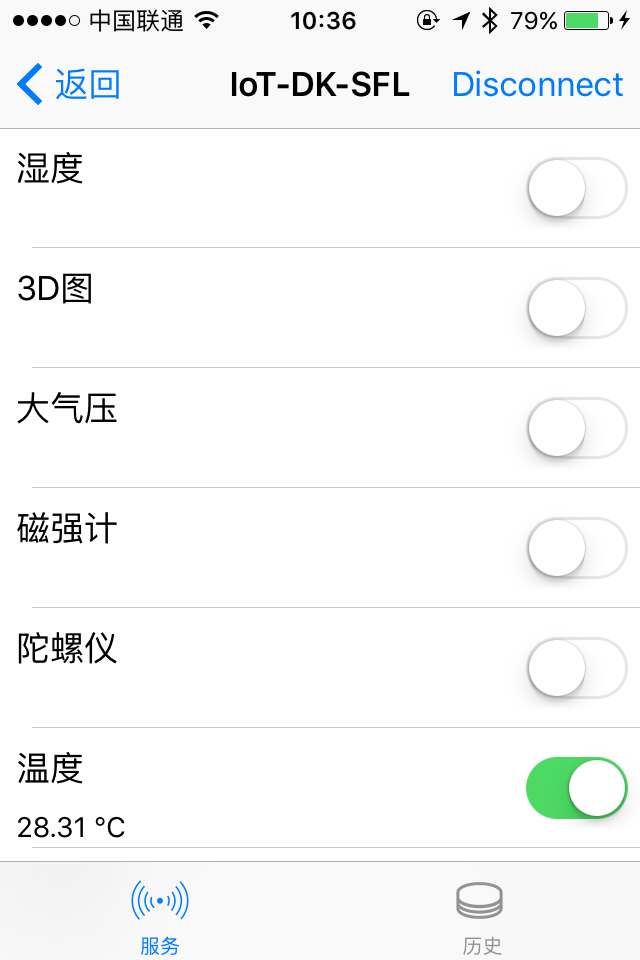 中国联通 10:36 79%
返回 IoT-DK-SFL Disconnect
湿度
3D图
大气压
磁强计
陀螺仪
温度
28.31 °C
服务 历史